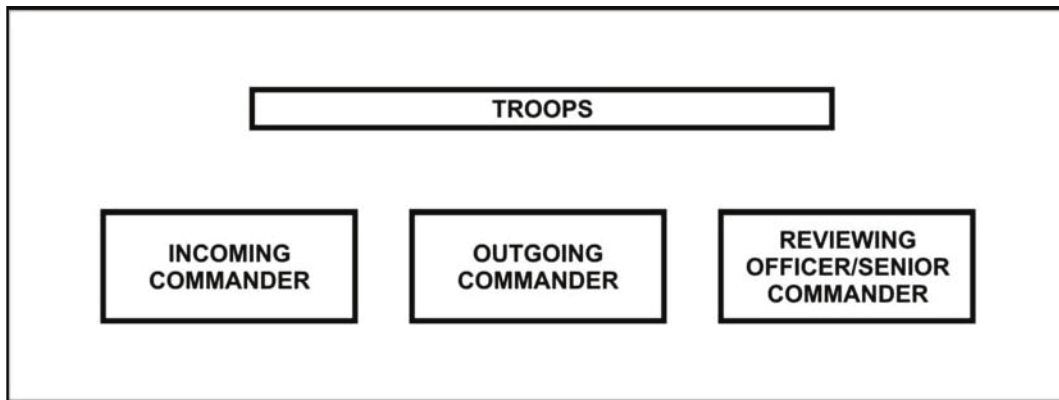 TROOPS
INCOMING
COMMANDER
OUTGOING
COMMANDER
REVIEWING
OFFICER/SENIOR
COMMANDER